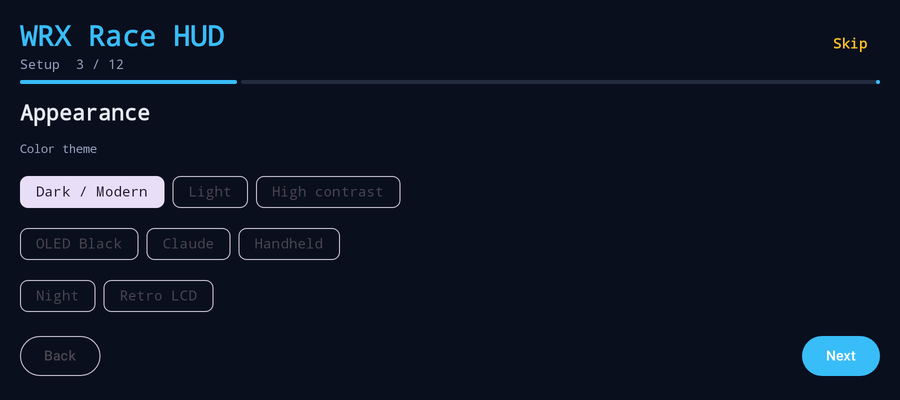 WRX Race HUD
Skip
Setup 3 / 12
Appearance
Color theme
Dark / Modern Light High contrast
OLED Black Claude Handheld
Night Retro LCD
Back Next